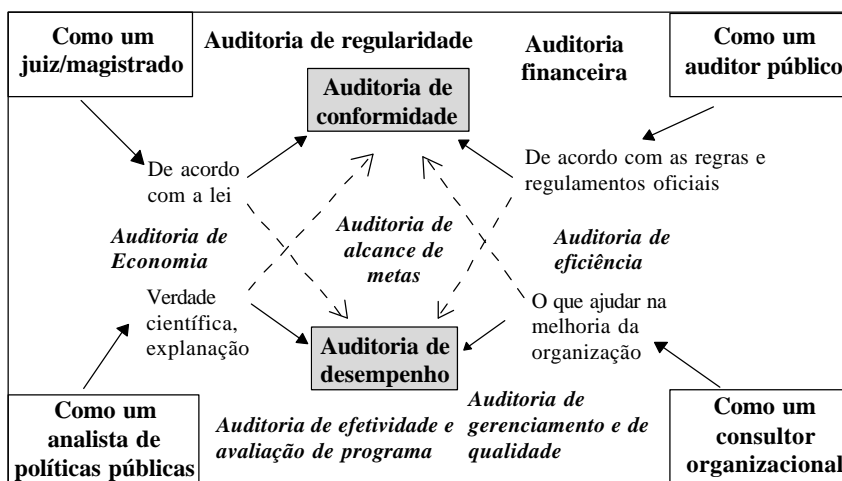 Como um
juiz/magistrado
Auditoria de regularidade
Auditoria
financeira
Como um
auditor público
Auditoria de
conformidade
De acordo
com a lei
De acordo com as regras e
regulamentos oficiais
Auditoria de
Economia
Auditoria de
alcance de
metas
Auditoria de
eficiência
Verdade
científica,
explanação
O que ajudar na
melhoria da
organização
Auditoria de
desempenho
Como um
analista de
políticas públicas
Auditoria de efetividade e
avaliação de programa
Auditoria de
gerenciamento e de
qualidade
Como um
consultor
organizacional